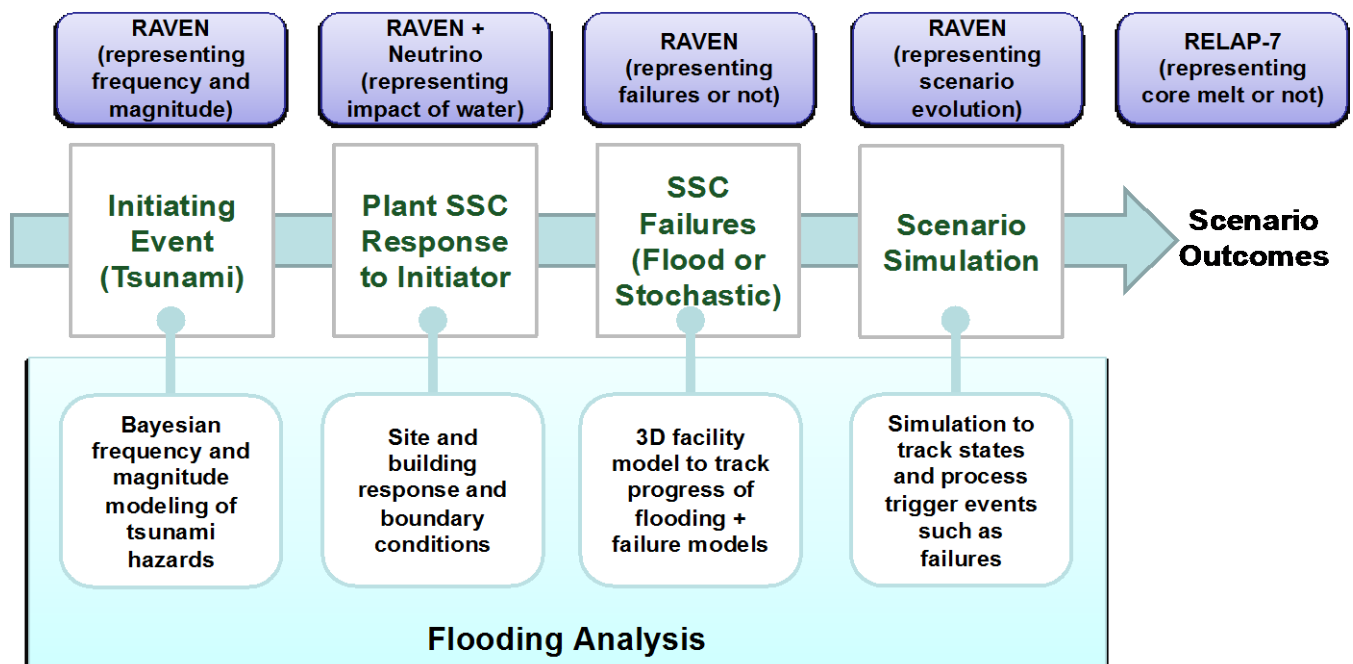 RAVEN
(representing
frequency and
magnitude)
RAVEN +
Neutrino
(representing
impact of water)
RAVEN
(representing
failures or not)
RAVEN
(representing
scenario
evolution)
RELAP-7
(representing
core melt or not)
Initiating
Event
(Tsunami)
Plant SSC
Response
to Initiator
SSC
Failures
(Flood or
Stochastic)
Scenario
Simulation
Scenario
Outcomes
Bayesian
frequency and
magnitude
modeling of
tsunami
hazards
Site and
building
response and
boundary
conditions
3D facility
model to track
progress of
flooding +
failure models
Simulation to
track states
and process
trigger events
such as
failures
Flooding Analysis